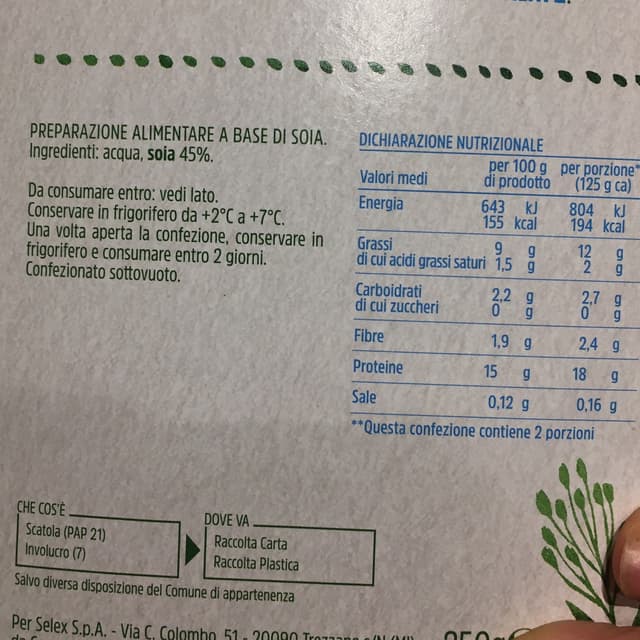 PREPARAZIONE ALIMENTARE A BASE DI SOIA.
Ingredienti: acqua, soia 45%.
Da consumare entro: vedi lato.
Conservare in frigorifero da +2°C a +7°C.
Una volta aperta la confezione, conservare in
frigorifero e consumare entro 2 giorni.
Confezionato sottovuoto.
DICHIARAZIONE NUTRIZIONALE
Valori medi per 100 g di prodotto per porzione* (125 g ca)
Energia 643 kJ 804 kJ
155 kcal 194 kcal
Grassi 9 g 12 g
di cui acidi grassi saturi 1,5 g 2 g
Carboidrati 2,2 g 2,7 g
di cui zuccheri 0 g 0 g
Fibre 1,9 g 2,4 g
Proteine 15 g 18 g
Sale 0,12 g 0,16 g
**Questa confezione contiene 2 porzioni
CHE COS'È DOVE VA
Scatola (PAP 21) Raccolta Carta
Involucro (7) Raccolta Plastica
Salvo diversa disposizione del Comune di appartenenza
Per Selex S.p.A. - Via C. Colombo, 51 - 20090